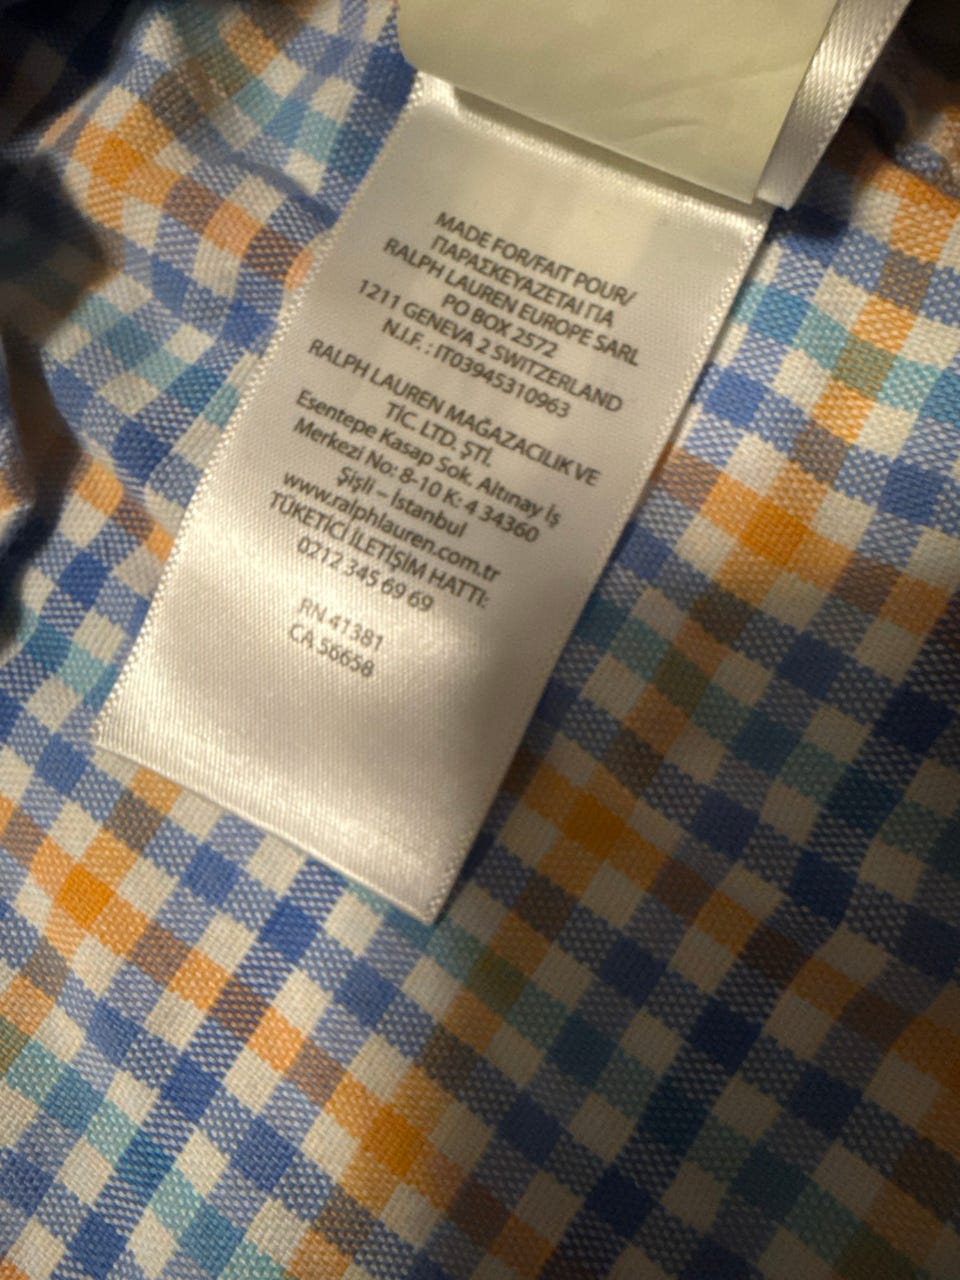 MADE FOR/FAIT POUR/
ΠΑΡΑΣΚΕΥΑΖΕΤΑΙ ΓΙΑ
RALPH LAUREN EUROPE SARL
PO BOX 2572
1211 GENEVA 2 SWITZERLAND
N.I.F. : IT03945310963
RALPH LAUREN MAĞAZACILIK VE
TİC. LTD. ŞTİ.
Esentepe Kasap Sok. Altınay İş
Merkezi No: 8-10 K: 4 34360
Şişli – İstanbul
www.ralphlauren.com.tr
TÜKETİCİ İLETİŞİM HATTI:
0212 345 69 69
RN 41381
CA 56658